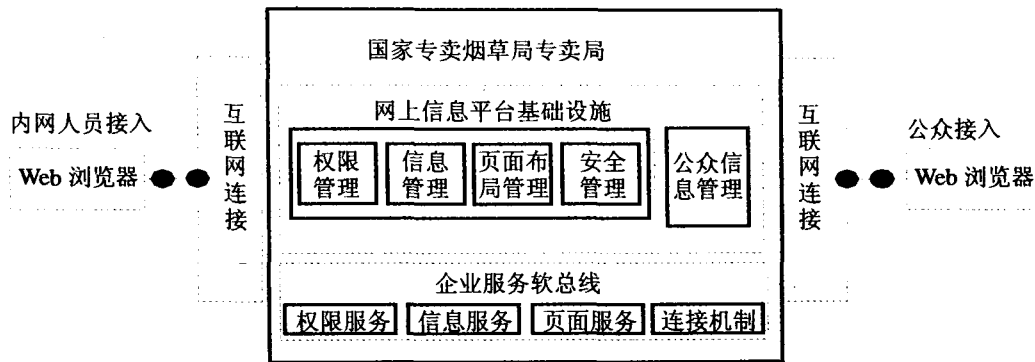 国家专卖烟草局专卖局
网上信息平台基础设施
内网人员接入
Web 浏览器
互联网连接
权限管理
信息管理
页面布局管理
安全管理
公众信息管理
互联网连接
公众接入
Web 浏览器
企业服务软总线
权限服务
信息服务
页面服务
连接机制